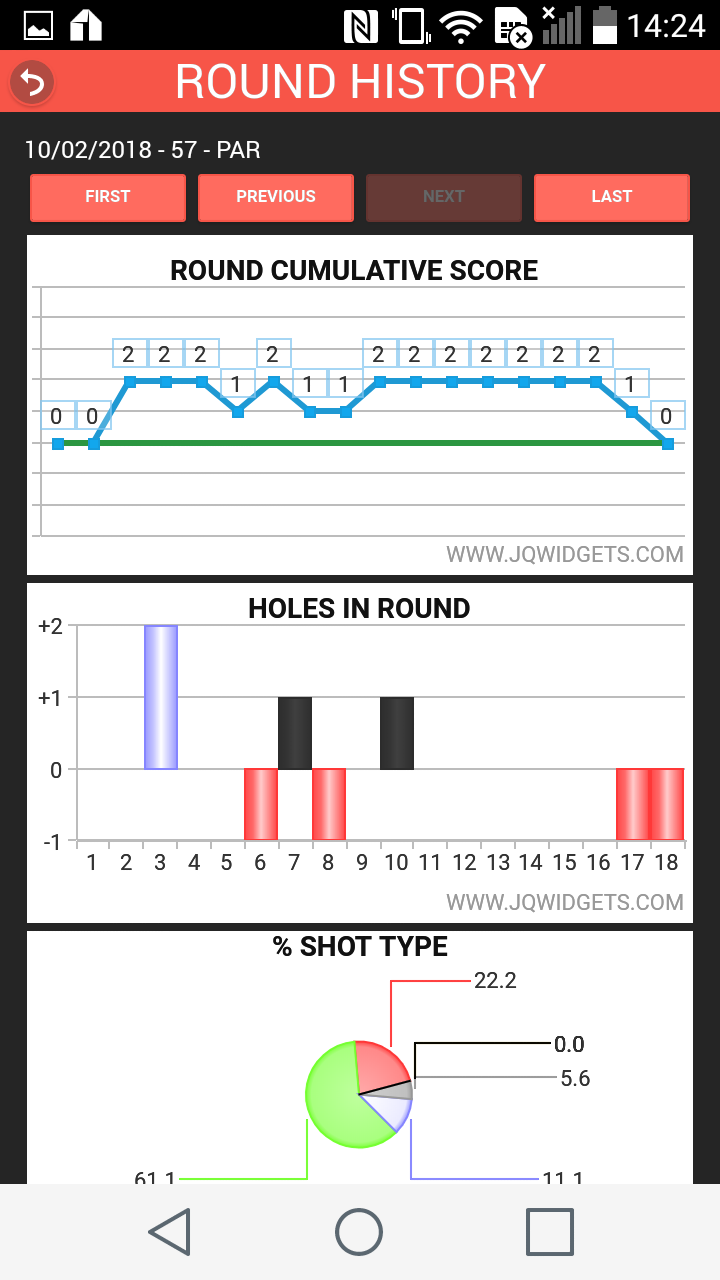 14:24
ROUND HISTORY
10/02/2018 - 57 - PAR
FIRST PREVIOUS NEXT LAST
ROUND CUMULATIVE SCORE
2 2 2 2 2 2 2 2 2 2 2
1 1 1 1
0 0 0
WWW.JQWIDGETS.COM
HOLES IN ROUND
+2
+1
0
-1
1 2 3 4 5 6 7 8 9 10 11 12 13 14 15 16 17 18
WWW.JQWIDGETS.COM
% SHOT TYPE
22.2
0.0
5.6
61.1 11.1